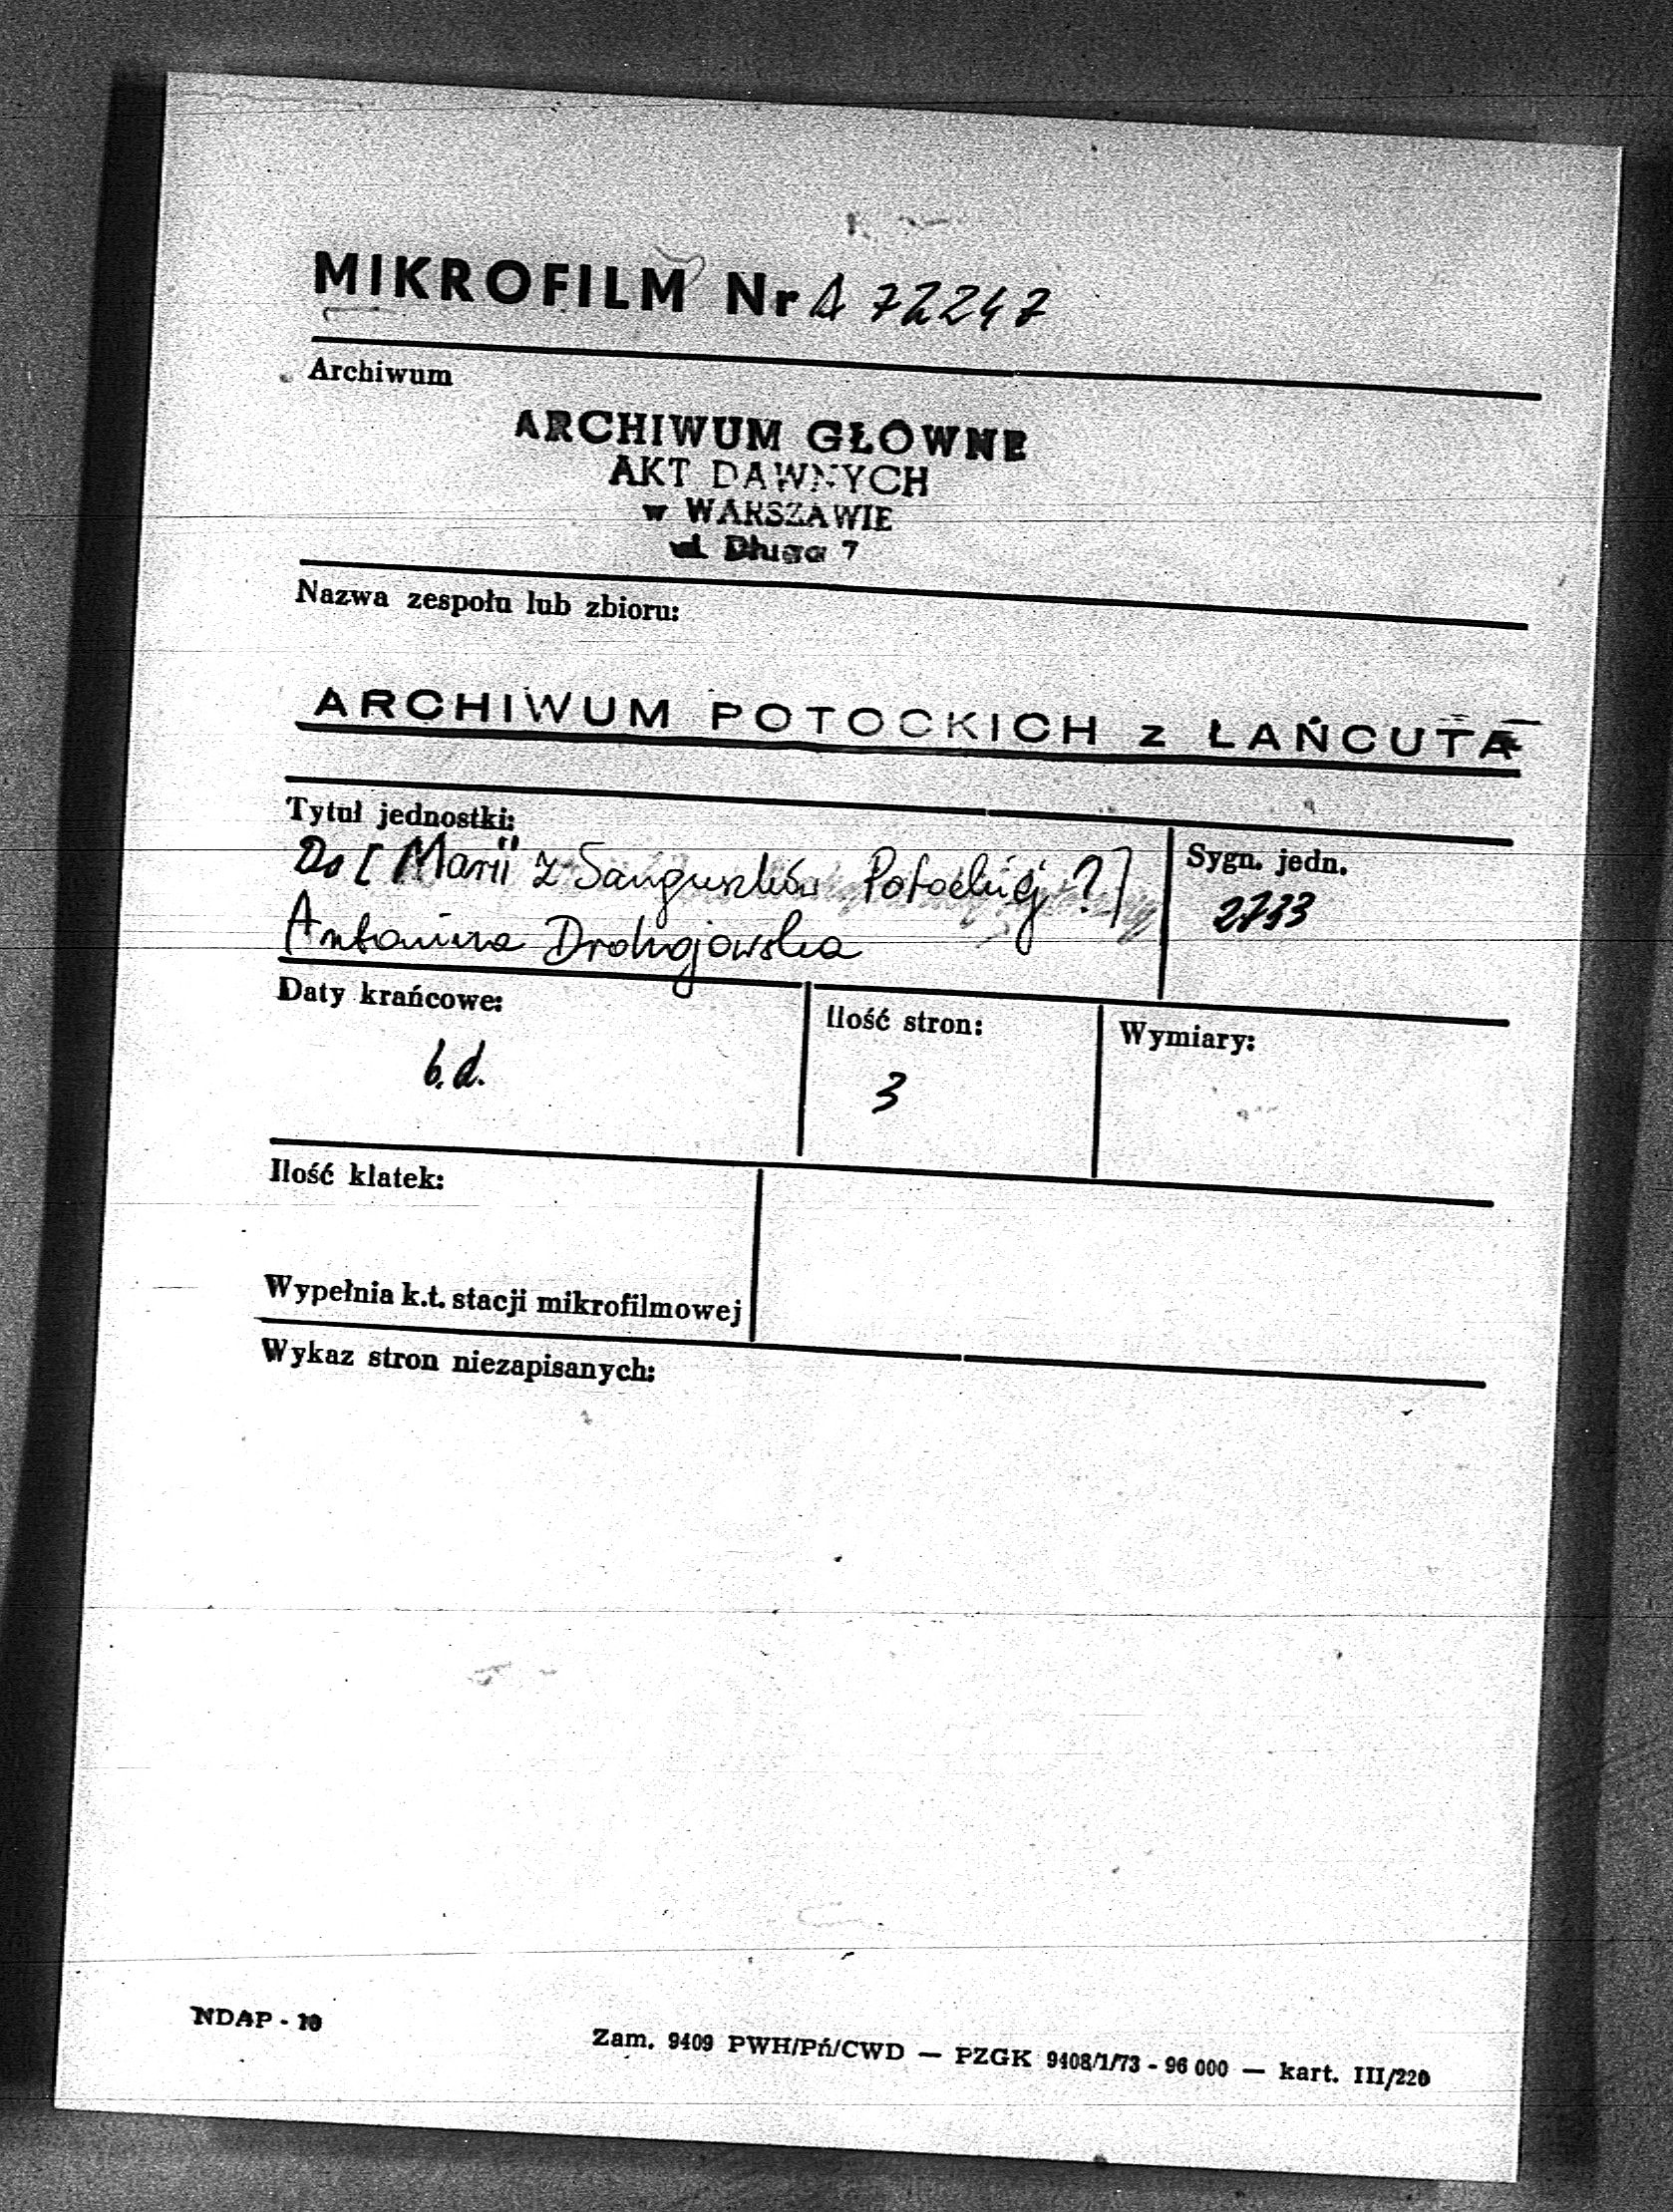 MIKROFILM Nr A 72247
Archiwum
ARCHIWUM GŁÓWNE
AKT DAWNYCH
w WARSZAWIE
ul. Długa 7
Nazwa zespołu lub zbioru:
ARCHIWUM POTOCKICH z ŁAŃCUTA
Tytuł jednostki:
Do [Marii z Sanguszków Potockiej ?]
Antonina Drohojowska
Sygn. jedn.
2733
Daty krańcowe:
b.d.
Ilość stron:
3
Wymiary:
Ilość klatek:
Wypełnia k.t. stacji mikrofilmowej
Wykaz stron niezapisanych:
NDAP - 10
Zam. 9409 PWH/Pń/CWD — PZGK 9408/1/73 - 96 000 — kart. III/220